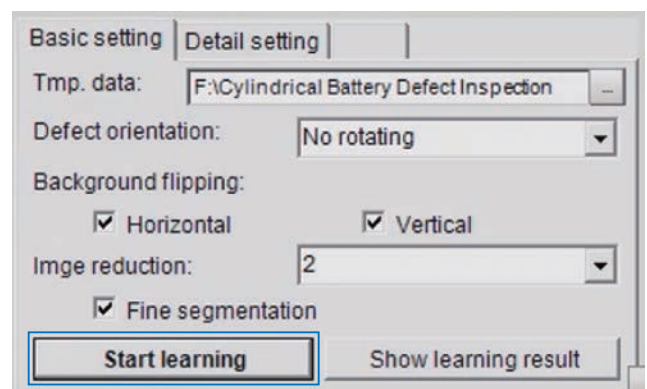 Basic setting Detail setting
Tmp. data: F:\Cylindrical Battery Defect Inspection ...
Defect orientation: No rotating
Background flipping:
Horizontal Vertical
Imge reduction: 2
Fine segmentation
Start learning Show learning result